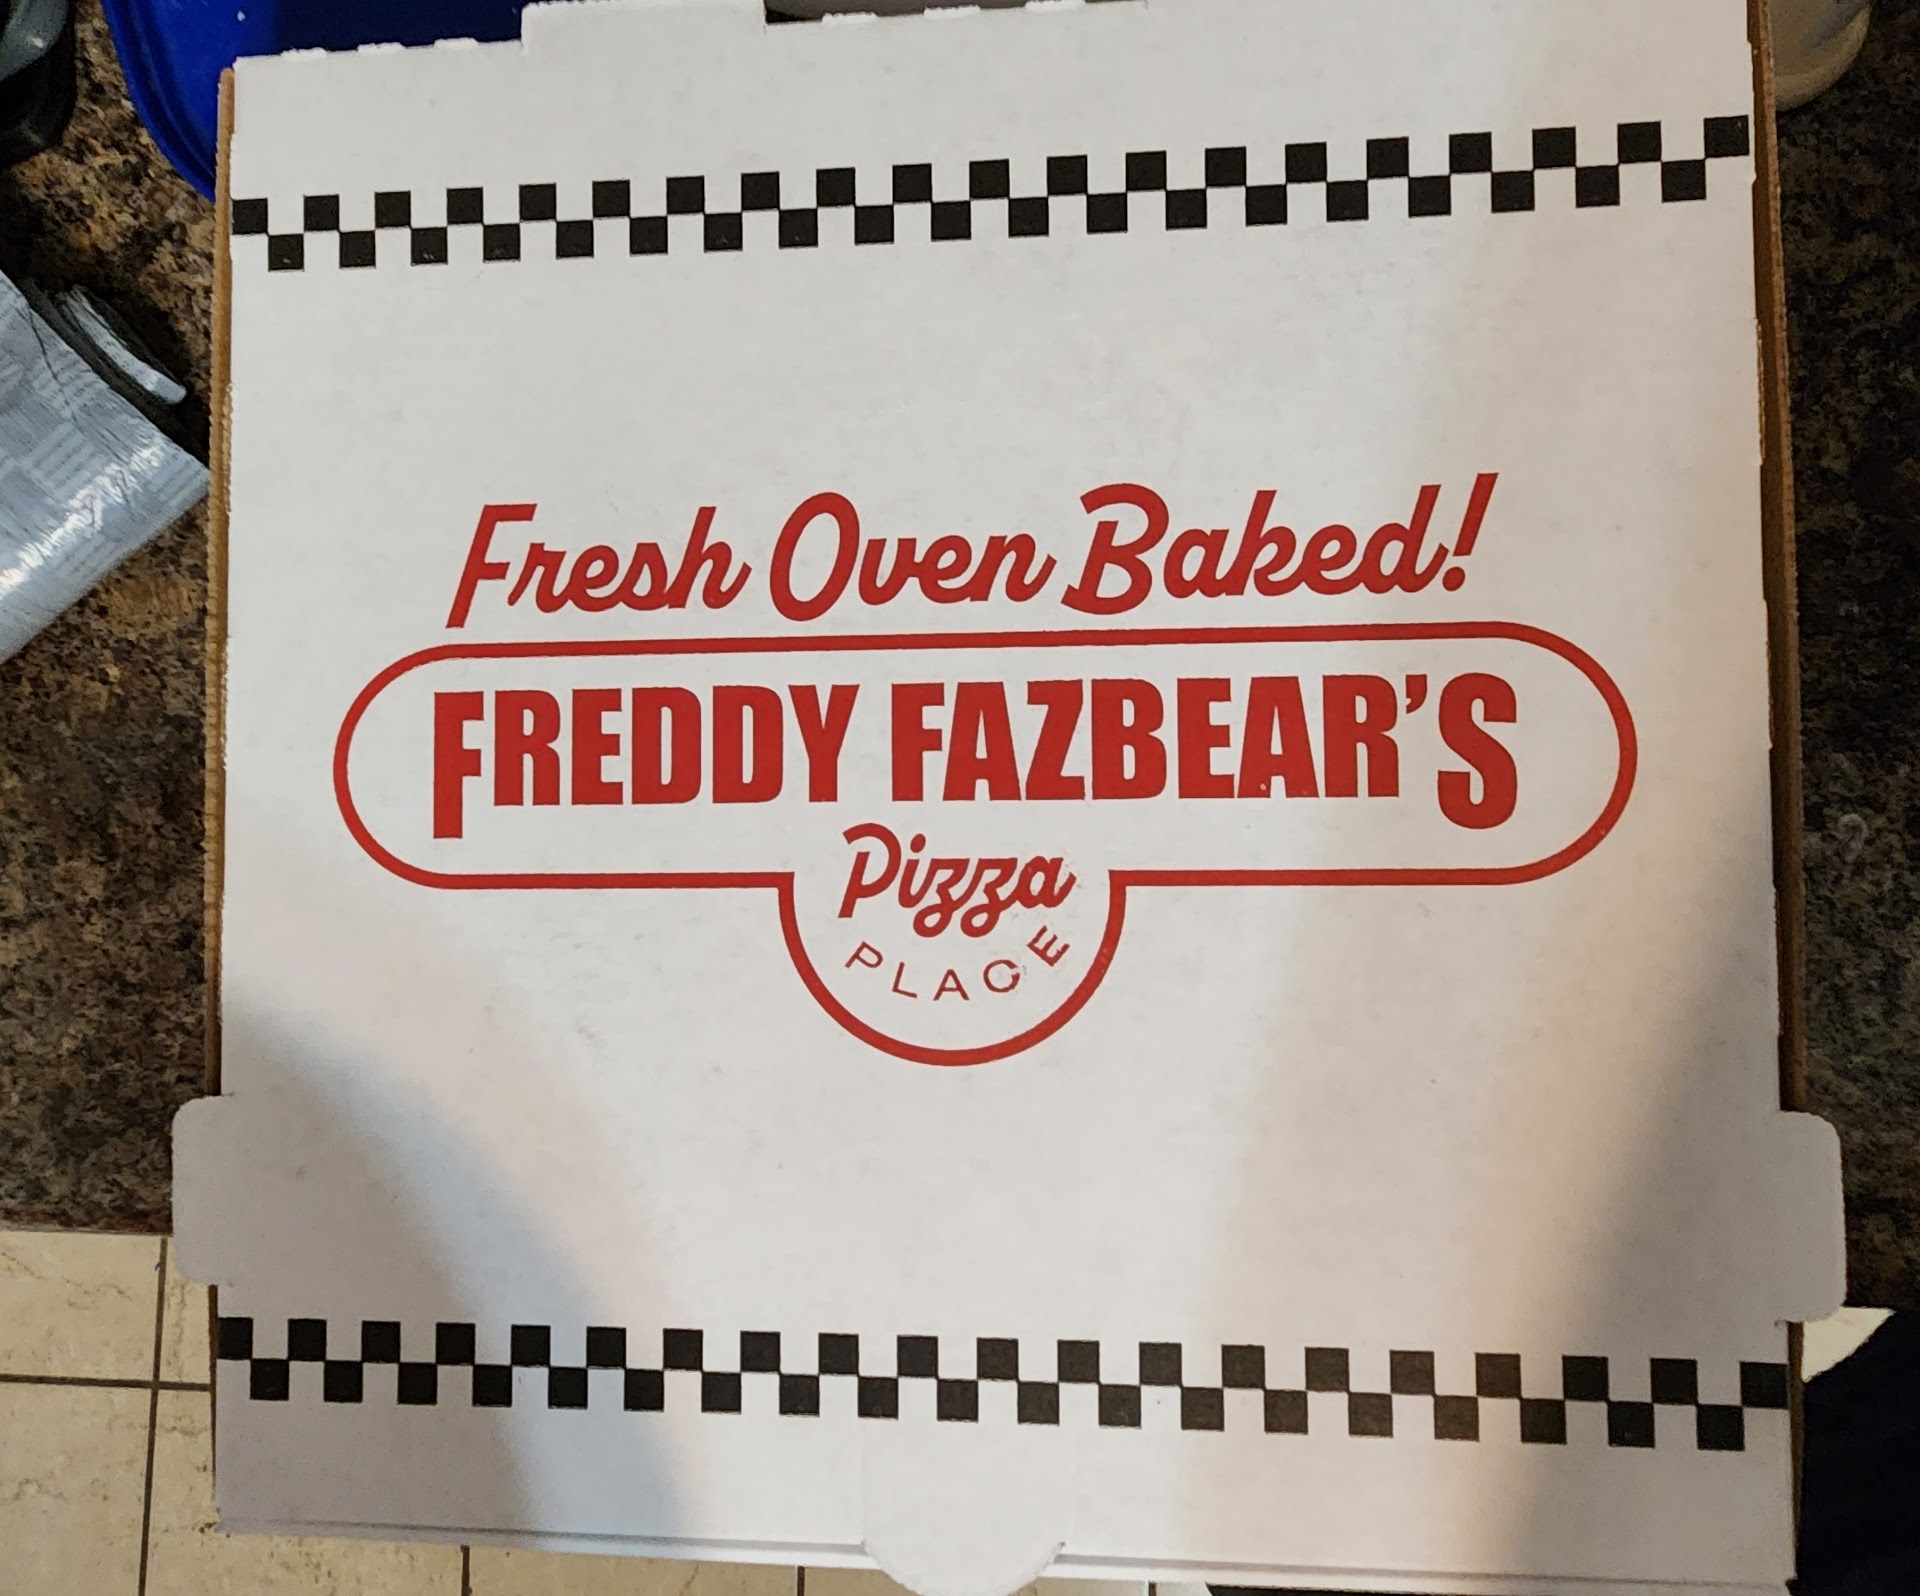 Fresh Oven Baked!
FREDDY FAZBEAR'S
Pizza
PLACE